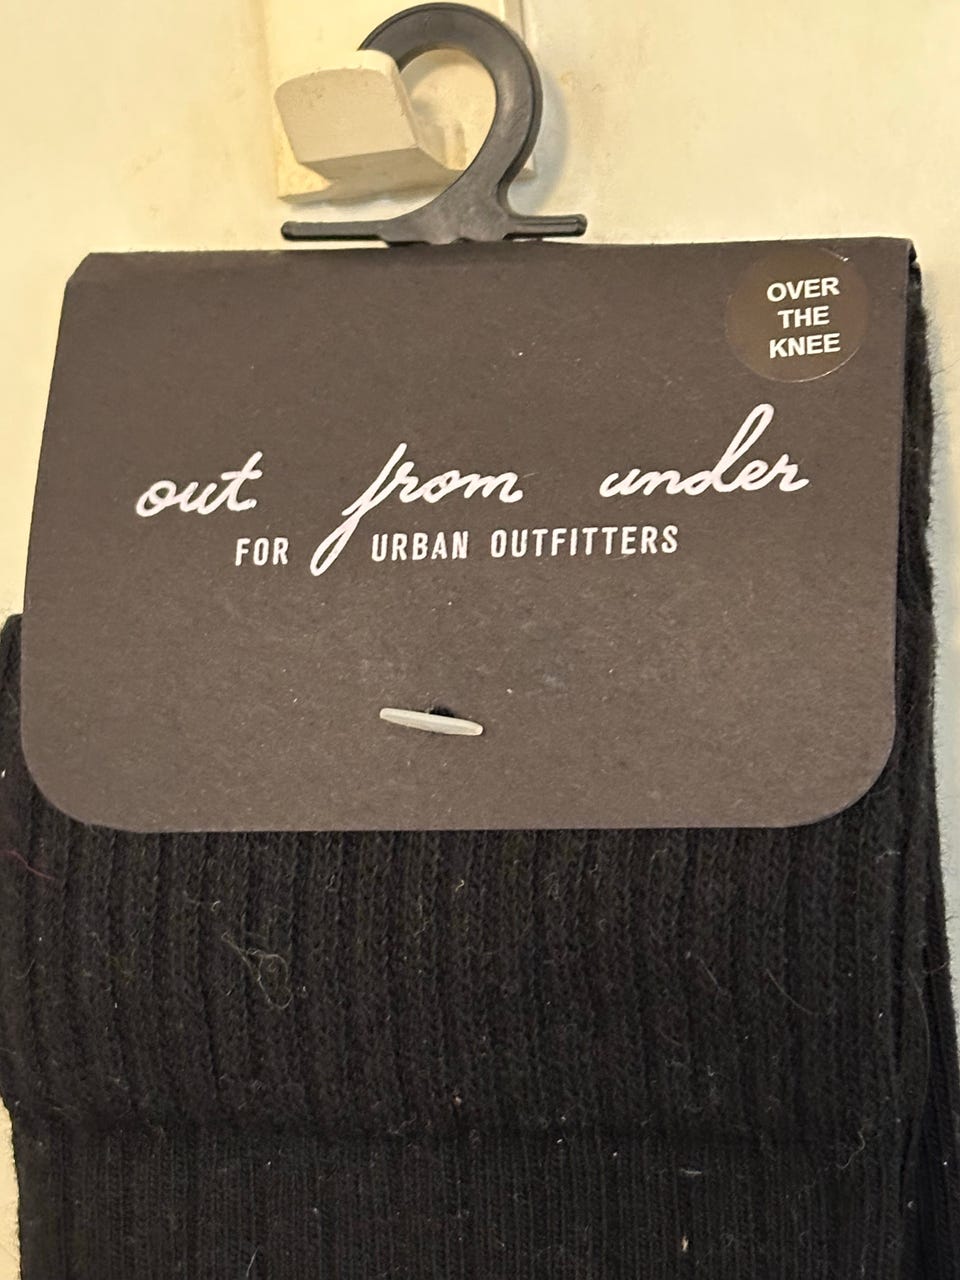 OVER
THE
KNEE
out from under
FOR URBAN OUTFITTERS